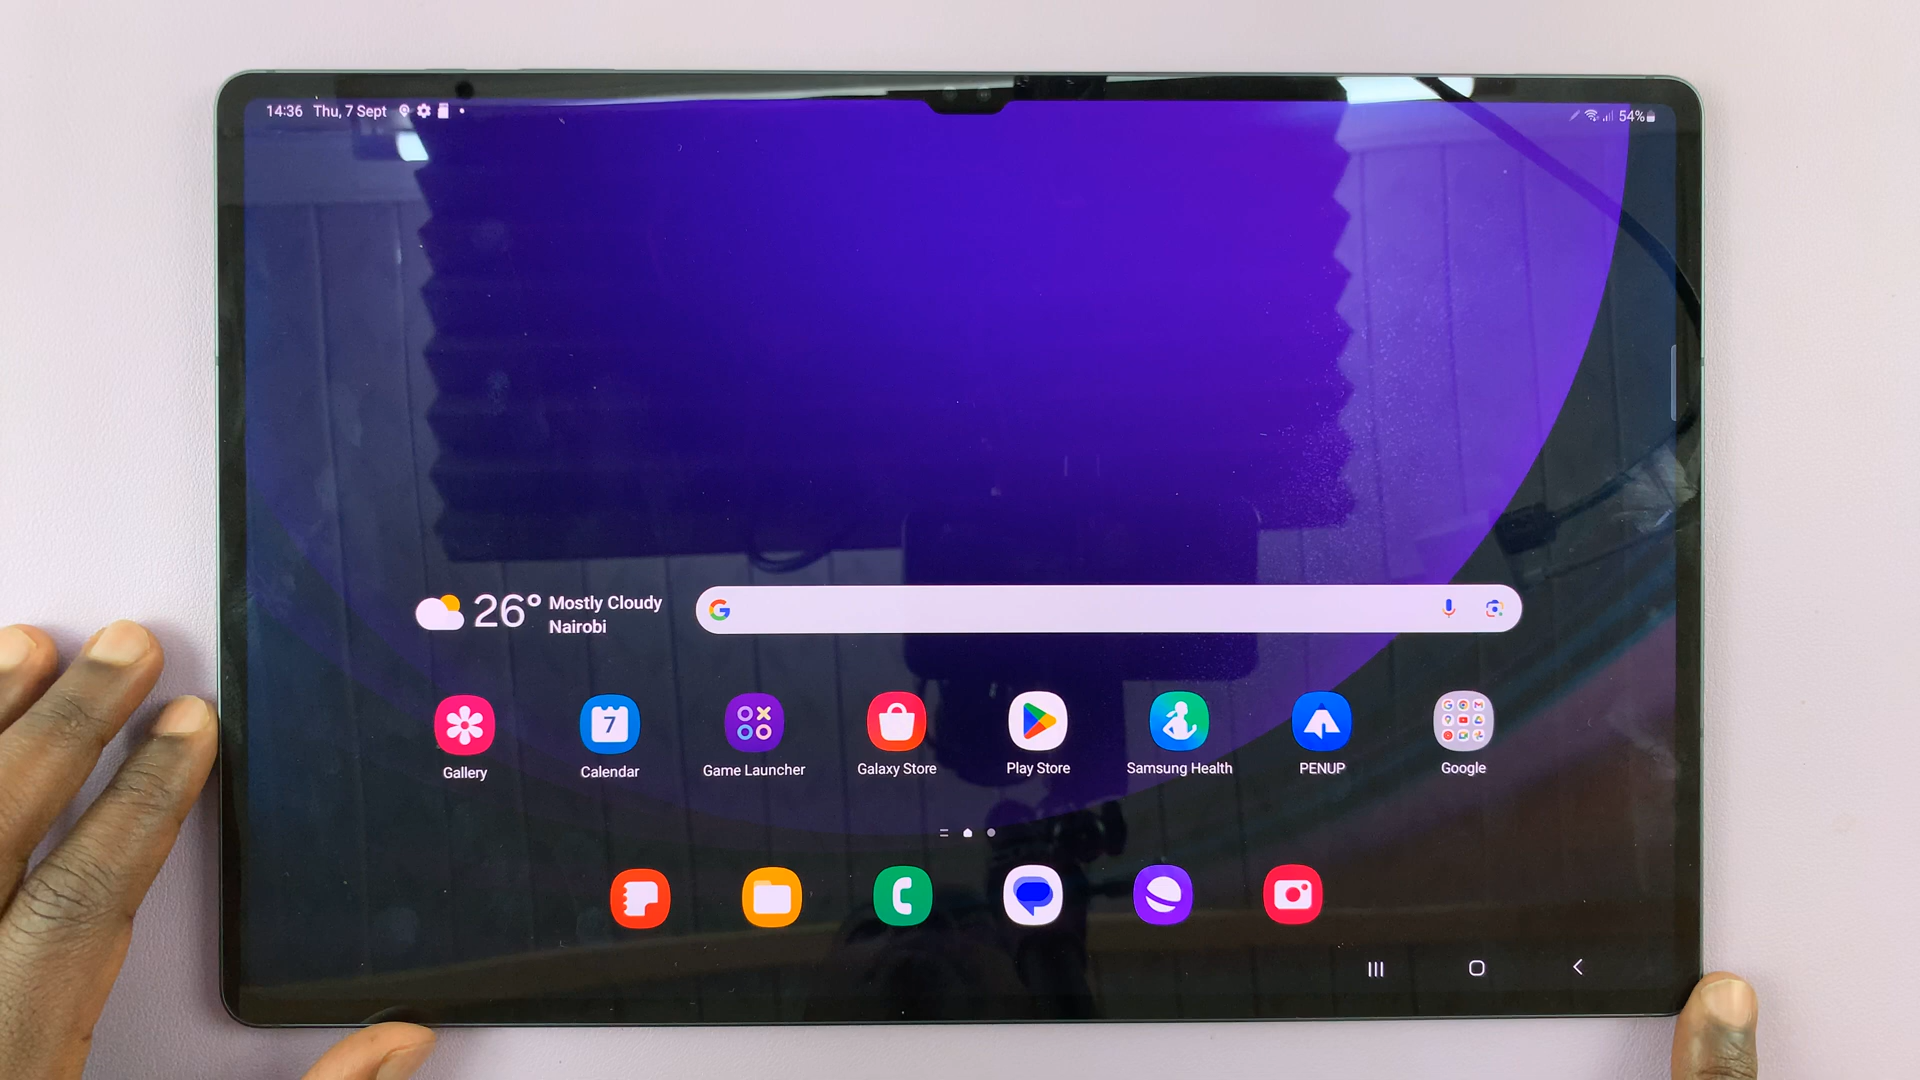 14:36 Thu, 7 Sept
54%
26° Mostly Cloudy
Nairobi
G
Gallery
7
Calendar
Game Launcher
Galaxy Store
Play Store
Samsung Health
PENUP
Google